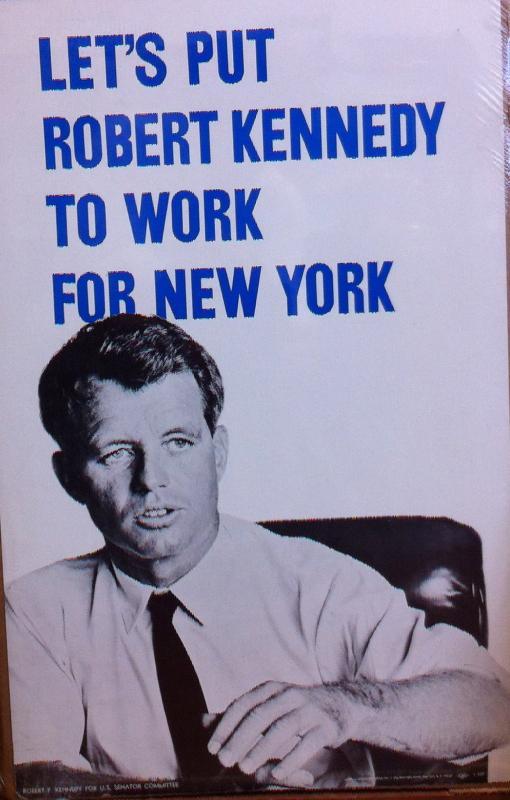 LET'S PUT
ROBERT KENNEDY
TO WORK
FOR NEW YORK
ROBERT F. KENNEDY FOR U.S. SENATOR COMMITTEE